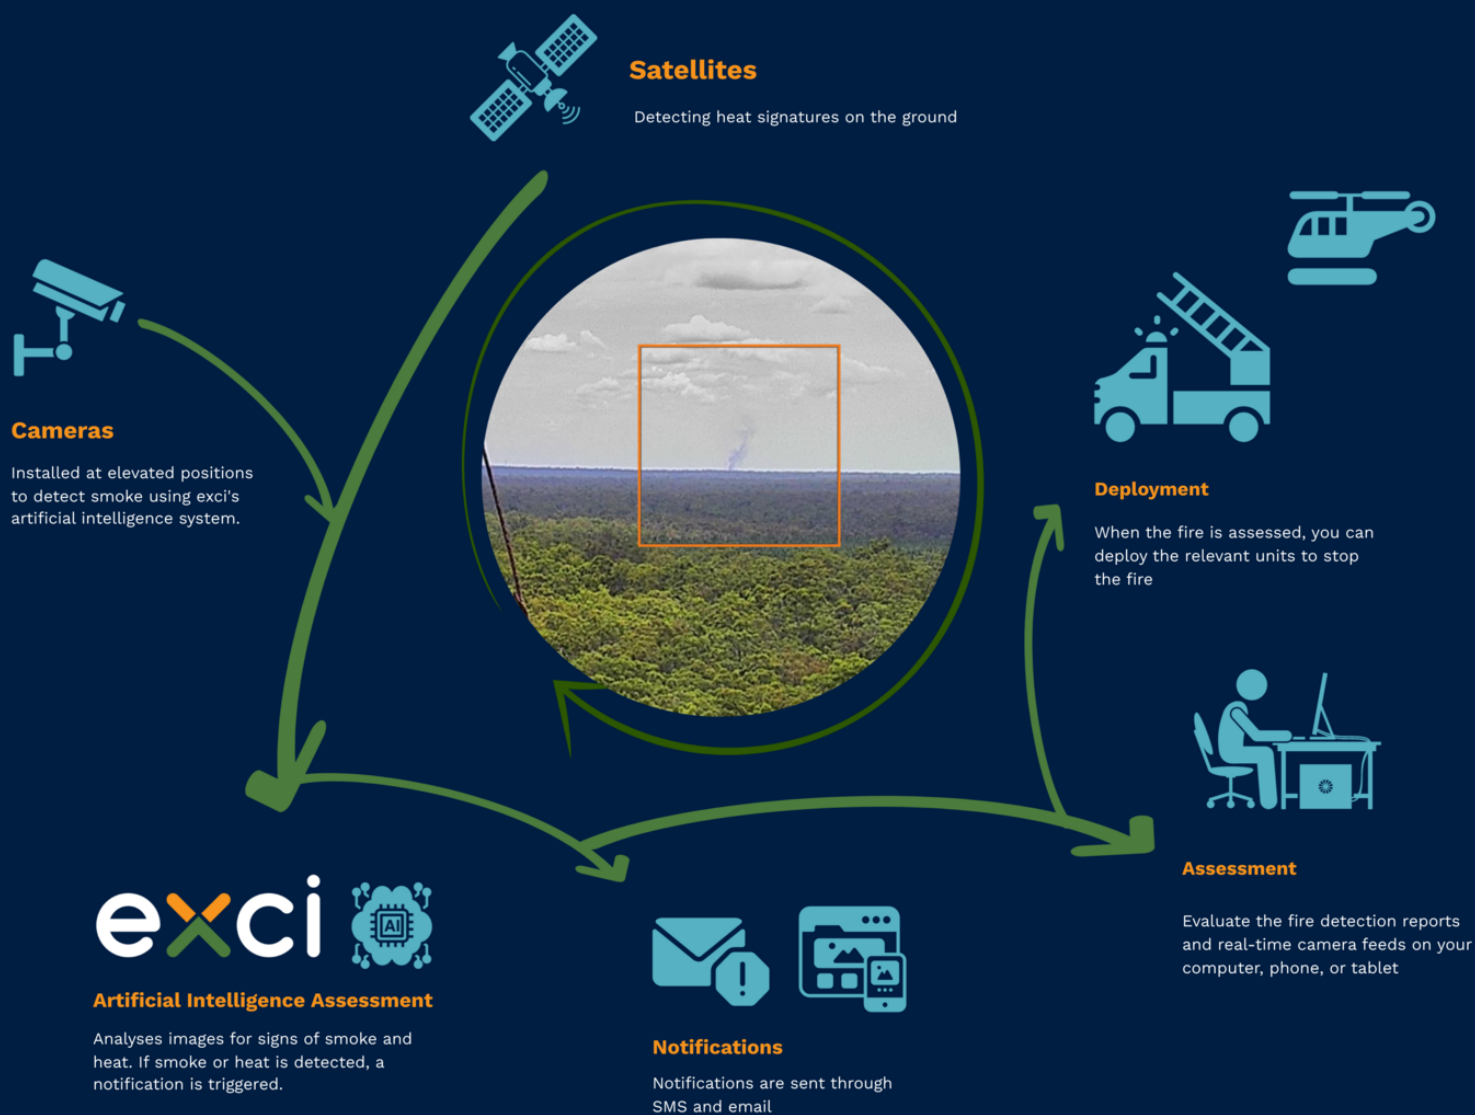 Satellites
Detecting heat signatures on the ground
Cameras
Installed at elevated positions
to detect smoke using exci's
artificial intelligence system.
Deployment
When the fire is assessed, you can
deploy the relevant units to stop
the fire
Assessment
Evaluate the fire detection reports
and real-time camera feeds on your
computer, phone, or tablet
exci
AI
Artificial Intelligence Assessment
Analyses images for signs of smoke and
heat. If smoke or heat is detected, a
notification is triggered.
!
Notifications
Notifications are sent through
SMS and email